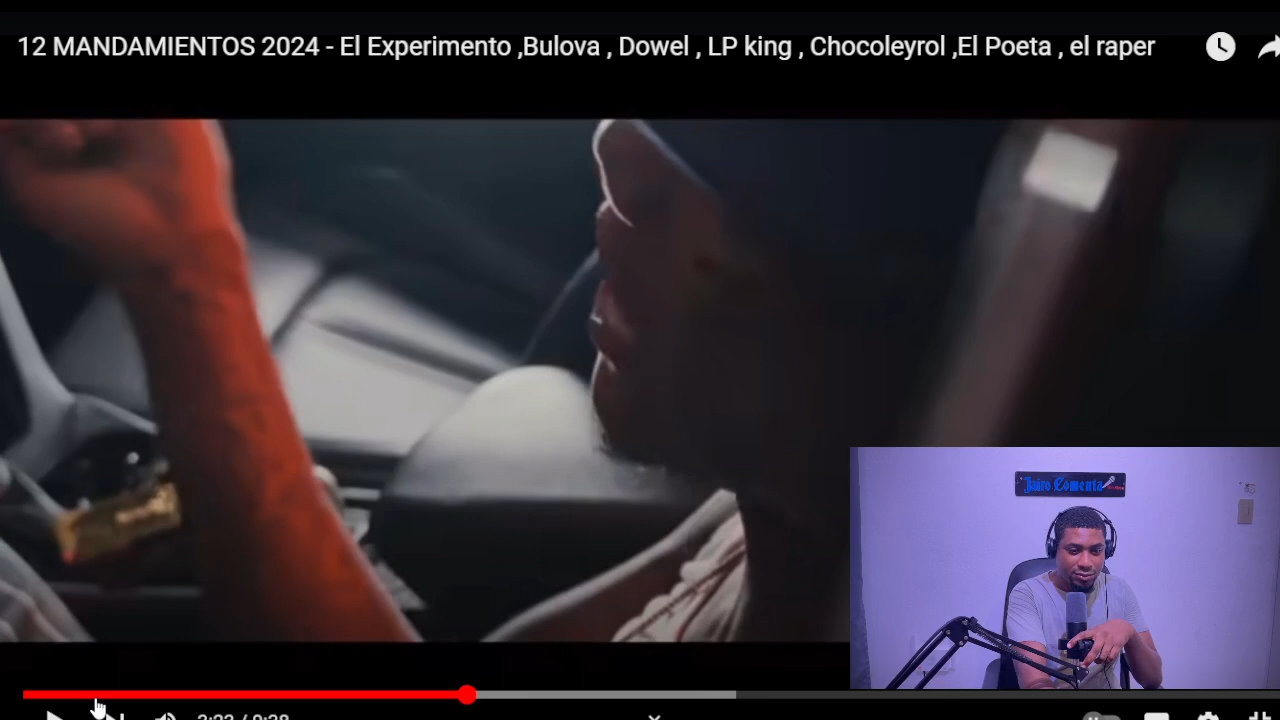 12 MANDAMIENTOS 2024 - El Experimento ,Bulova , Dowel , LP king , Chocoleyrol ,El Poeta , el raper
Jairo Comenta